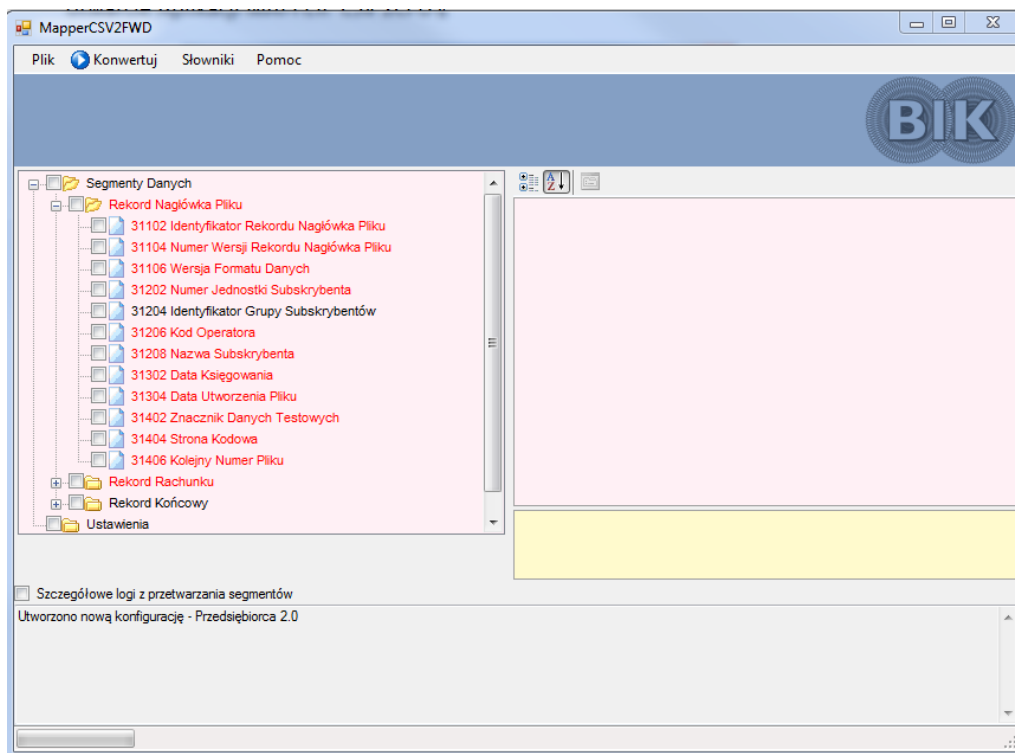 MapperCSV2FWD
Plik Konwertuj Słowniki Pomoc
BIK
Segmenty Danych
Rekord Nagłówka Pliku
31102 Identyfikator Rekordu Nagłówka Pliku
31104 Numer Wersji Rekordu Nagłówka Pliku
31106 Wersja Formatu Danych
31202 Numer Jednostki Subskrybenta
31204 Identyfikator Grupy Subskrybentów
31206 Kod Operatora
31208 Nazwa Subskrybenta
31302 Data Księgowania
31304 Data Utworzenia Pliku
31402 Znacznik Danych Testowych
31404 Strona Kodowa
31406 Kolejny Numer Pliku
Rekord Rachunku
Rekord Końcowy
Ustawienia
Szczegółowe logi z przetwarzania segmentów
Utworzono nową konfigurację - Przedsiębiorca 2.0